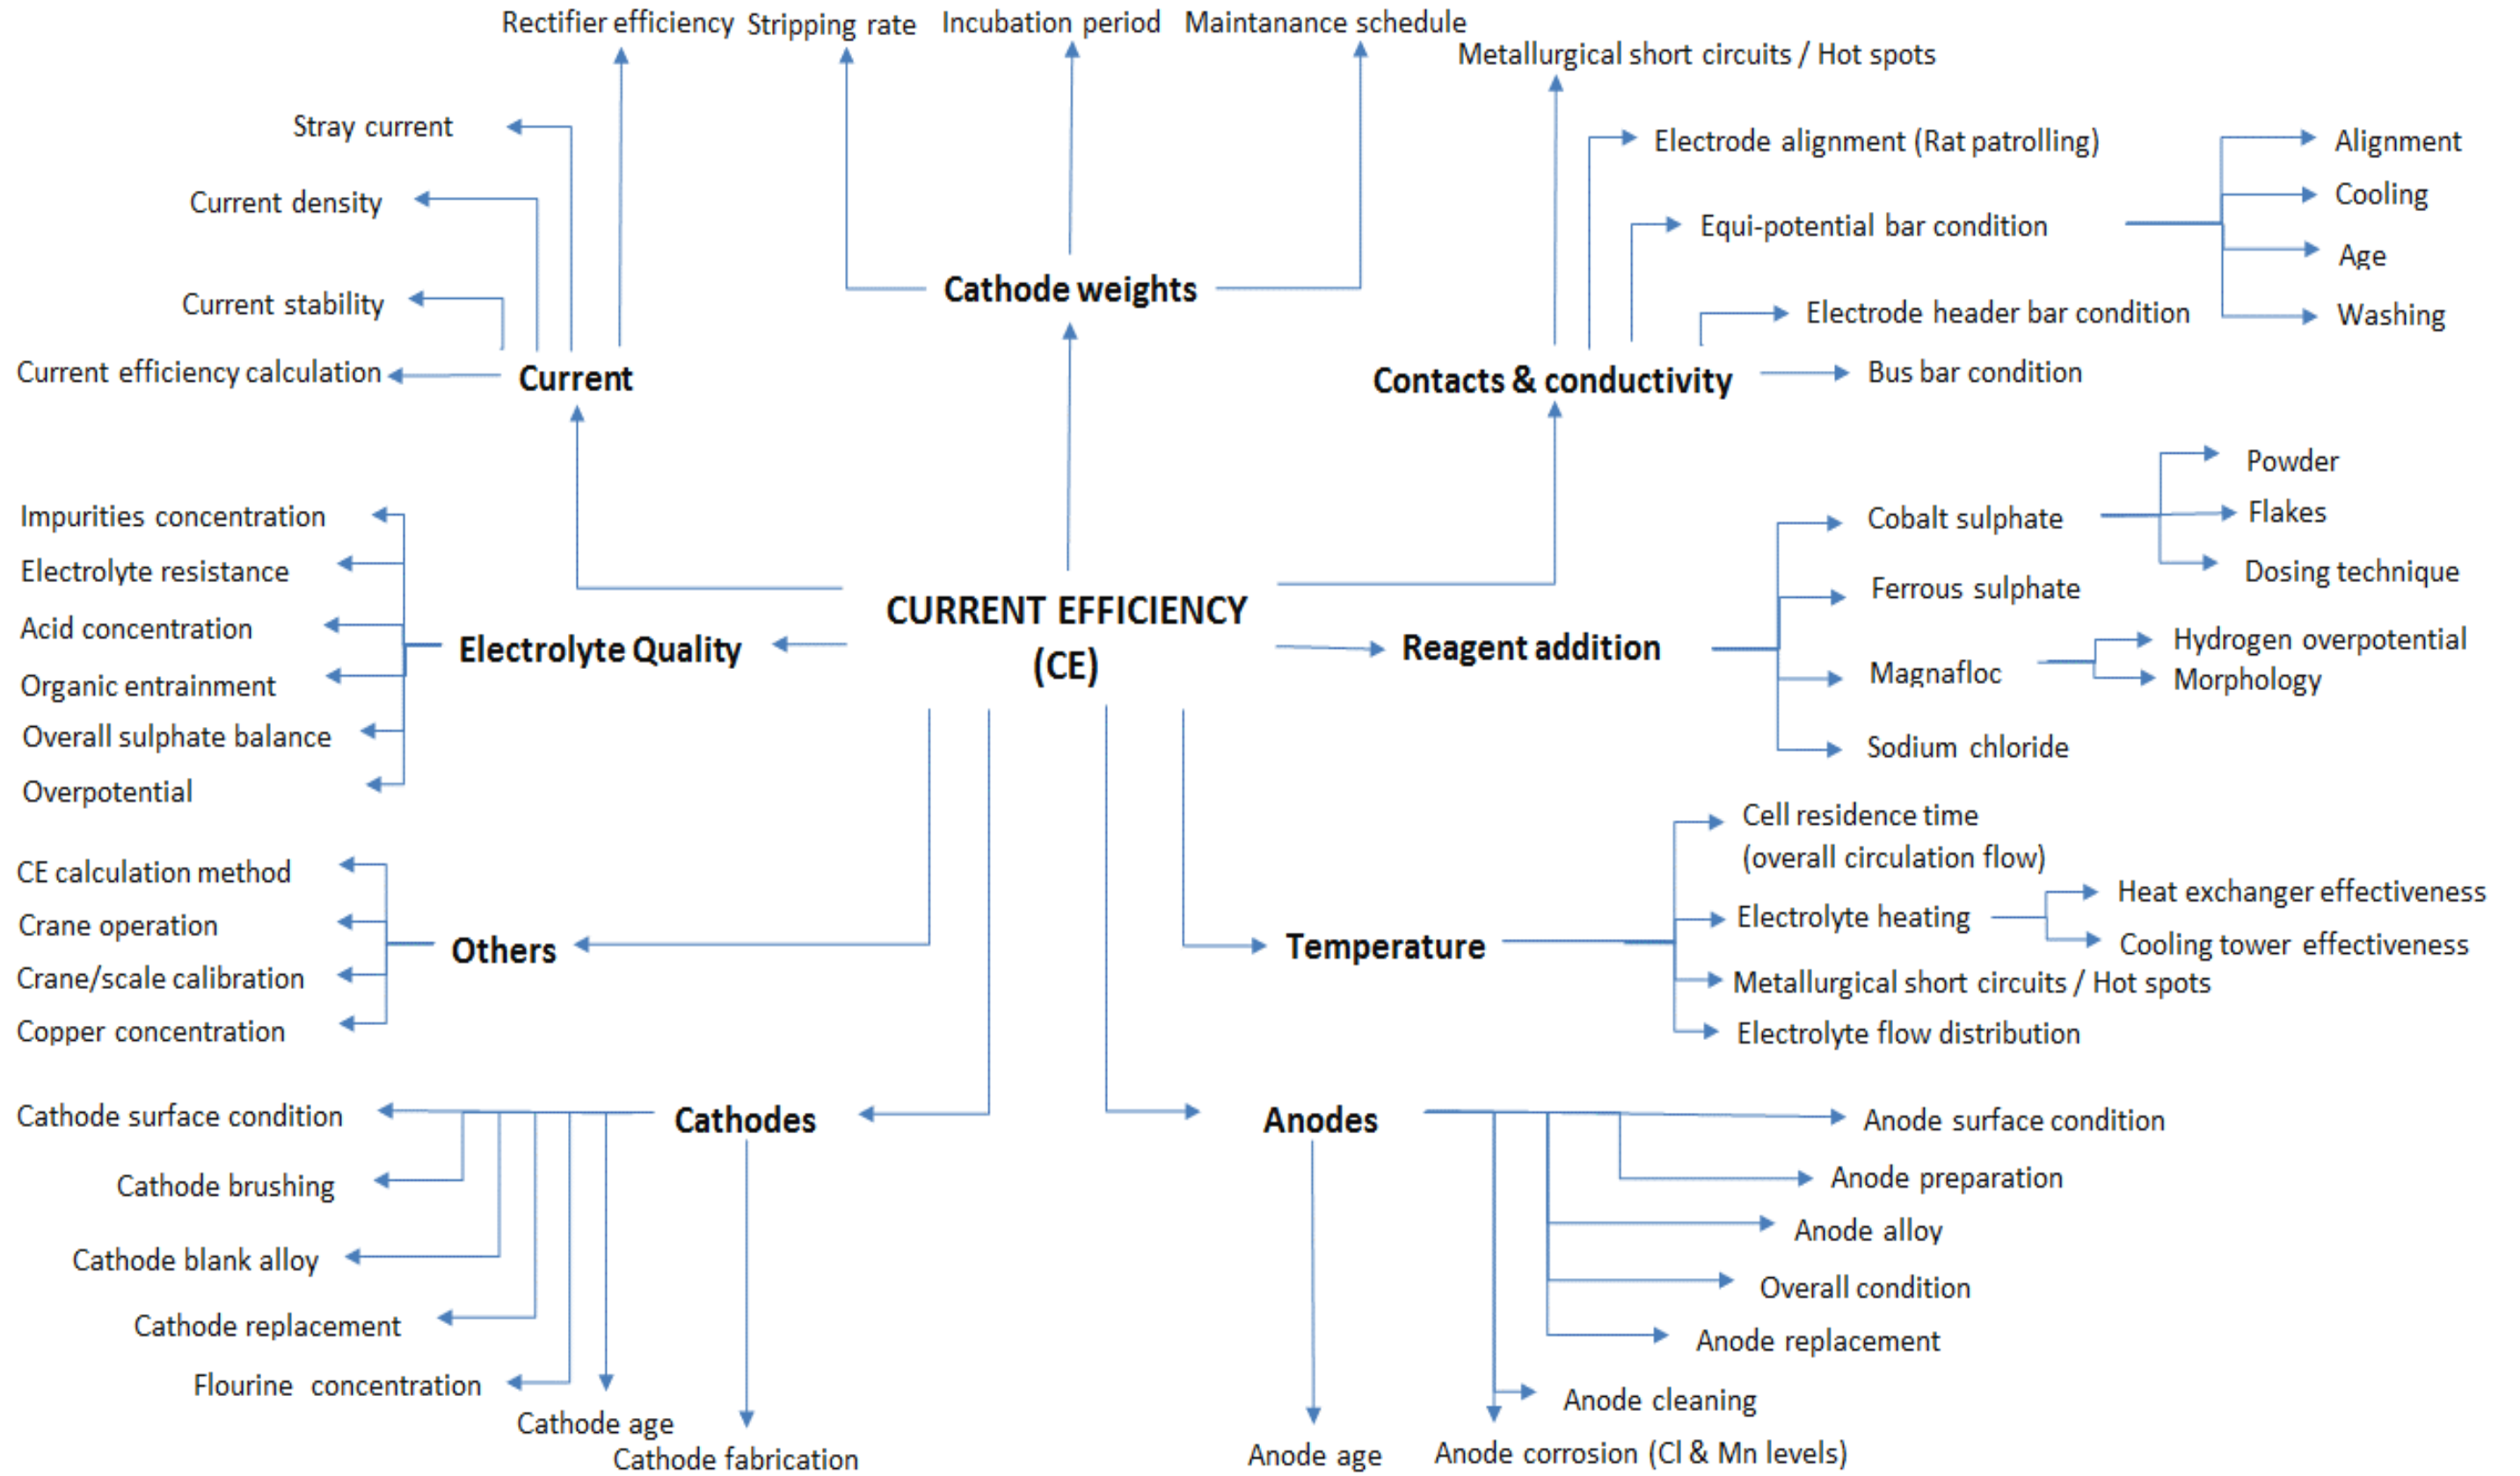 Rectifier efficiency
Stripping rate
Incubation period
Maintanance schedule
Metallurgical short circuits / Hot spots
Stray current
Current density
Current stability
Current efficiency calculation
Current
Cathode weights
Electrode alignment (Rat patrolling)
Equi-potential bar condition
Alignment
Cooling
Age
Washing
Electrode header bar condition
Contacts & conductivity
Bus bar condition
Impurities concentration
Electrolyte resistance
Acid concentration
Organic entrainment
Overall sulphate balance
Overpotential
Electrolyte Quality
CURRENT EFFICIENCY
(CE)
Reagent addition
Cobalt sulphate
Powder
Flakes
Dosing technique
Ferrous sulphate
Magnafloc
Hydrogen overpotential
Morphology
Sodium chloride
CE calculation method
Crane operation
Crane/scale calibration
Copper concentration
Others
Temperature
Cell residence time
(overall circulation flow)
Electrolyte heating
Heat exchanger effectiveness
Cooling tower effectiveness
Metallurgical short circuits / Hot spots
Electrolyte flow distribution
Cathode surface condition
Cathode brushing
Cathode blank alloy
Cathode replacement
Flourine concentration
Cathode age
Cathode fabrication
Cathodes
Anodes
Anode surface condition
Anode preparation
Anode alloy
Overall condition
Anode replacement
Anode cleaning
Anode corrosion (Cl & Mn levels)
Anode age